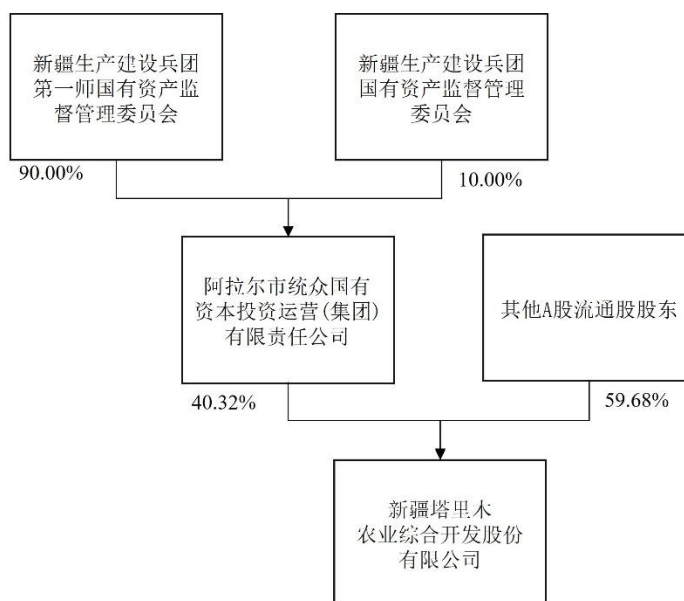 新疆生产建设兵团
第一师国有资产监
督管理委员会
新疆生产建设兵团
国有资产监督管理
委员会
90.00%
10.00%
阿拉尔市统众国有
资本投资运营(集团)
有限责任公司
其他A股流通股股东
40.32%
59.68%
新疆塔里木
农业综合开发股份
有限公司